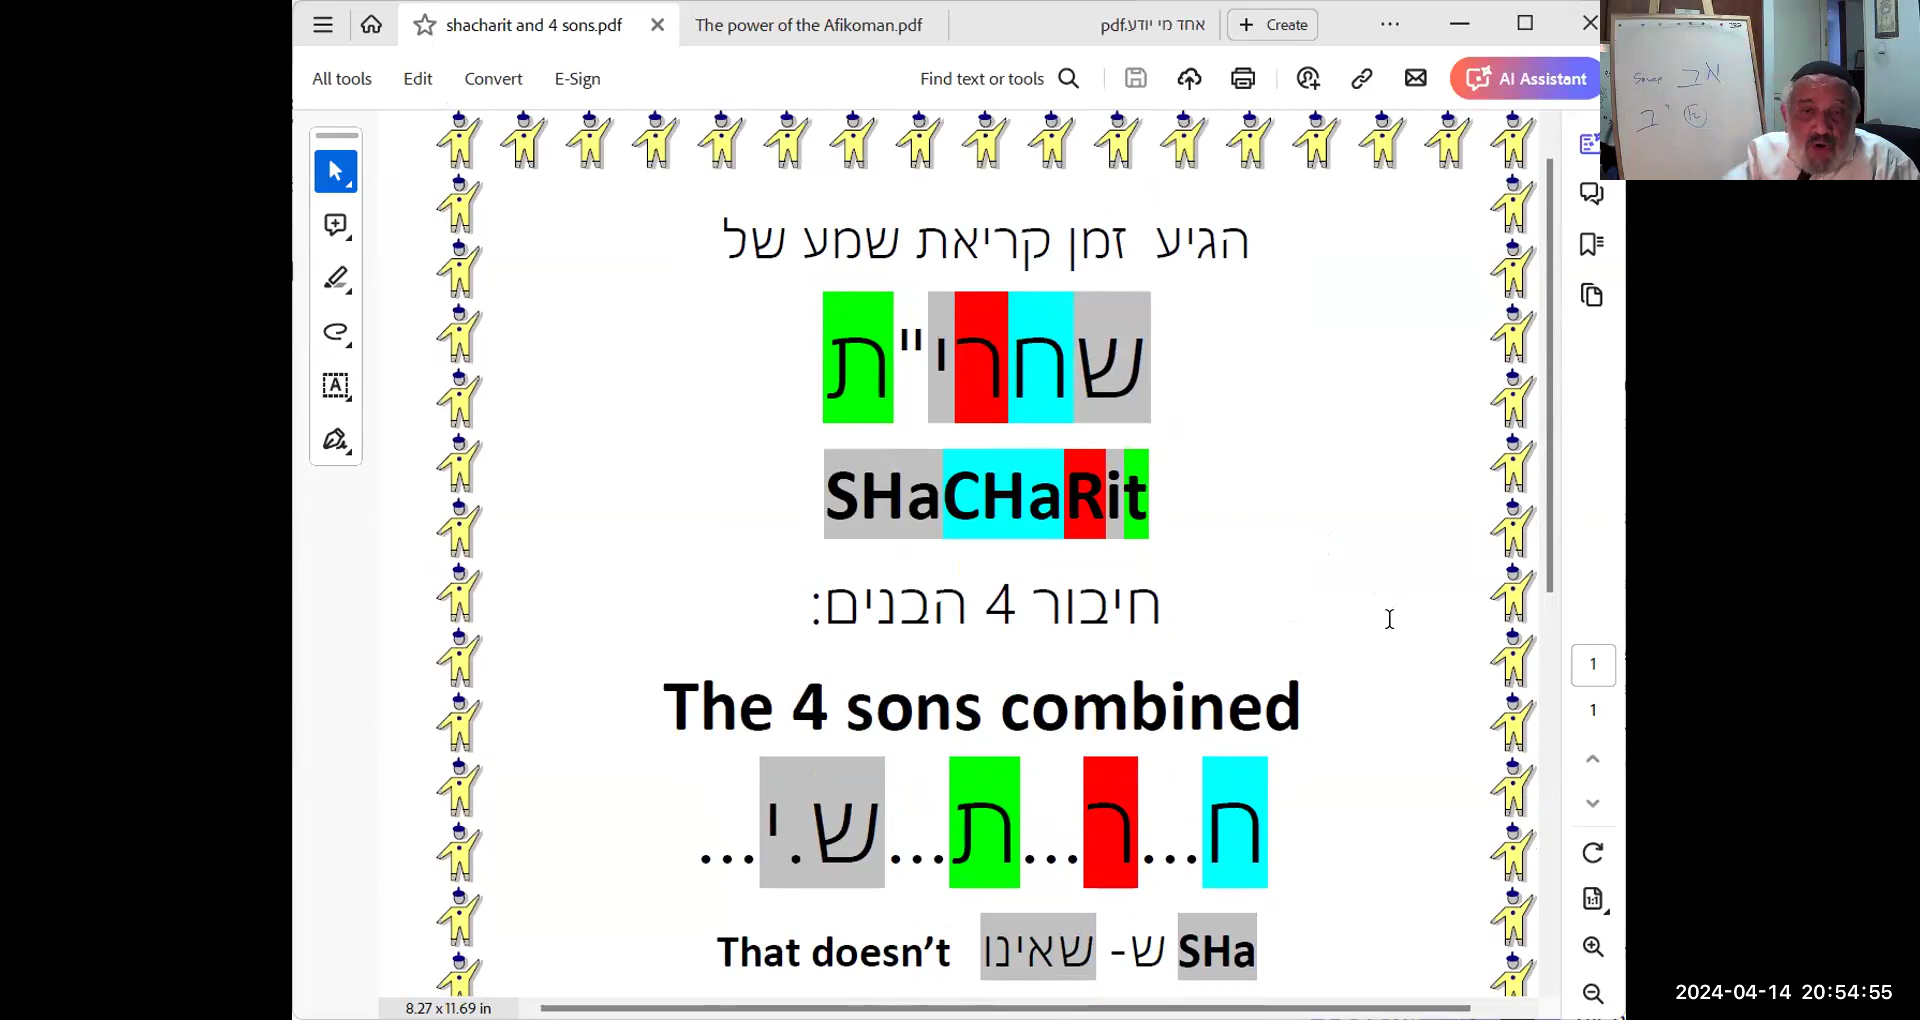 shacharit and 4 sons.pdf
The power of the Afikoman.pdf
אחד מי יודע.pdf
Create
All tools
Edit
Convert
E-Sign
Find text or tools
AI Assistant
הגיע זמן קריאת שמע של
שחרי"ת
SHaCHaRit
חיבור 4 הבנים:
The 4 sons combined
ח...ר...ת...ש.י...
SHa ש- שאינו That doesn't
1
1
8.27 x 11.69 in
2024-04-14 20:54:55
אב